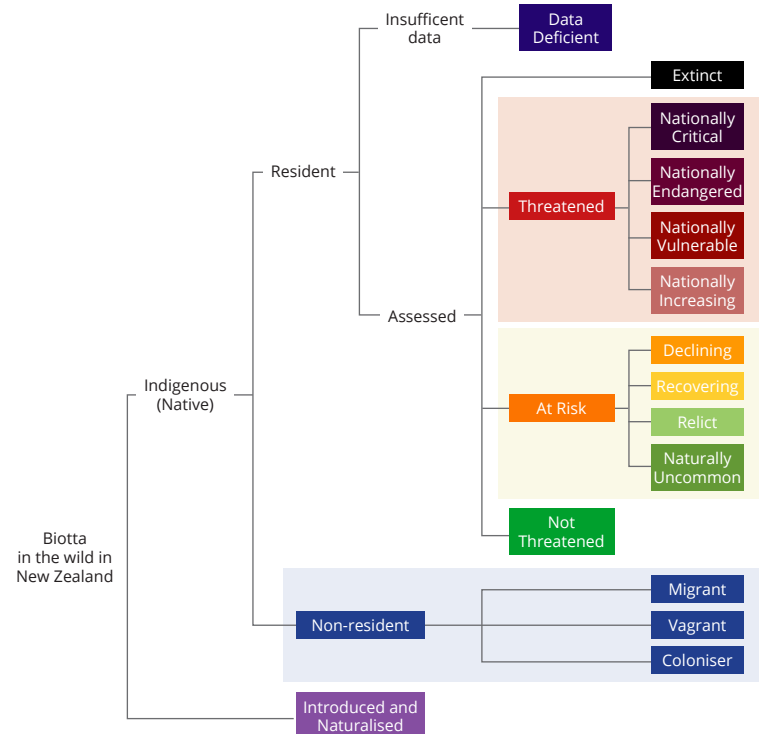 Insufficent
data
Data
Deficient
Extinct
Nationally
Critical
Nationally
Endangered
Resident
Threatened
Nationally
Vulnerable
Nationally
Increasing
Assessed
Declining
Indigenous
(Native)
Recovering
At Risk
Relict
Naturally
Uncommon
Not
Threatened
Biotta
in the wild in
New Zealand
Migrant
Non-resident
Vagrant
Coloniser
Introduced and
Naturalised